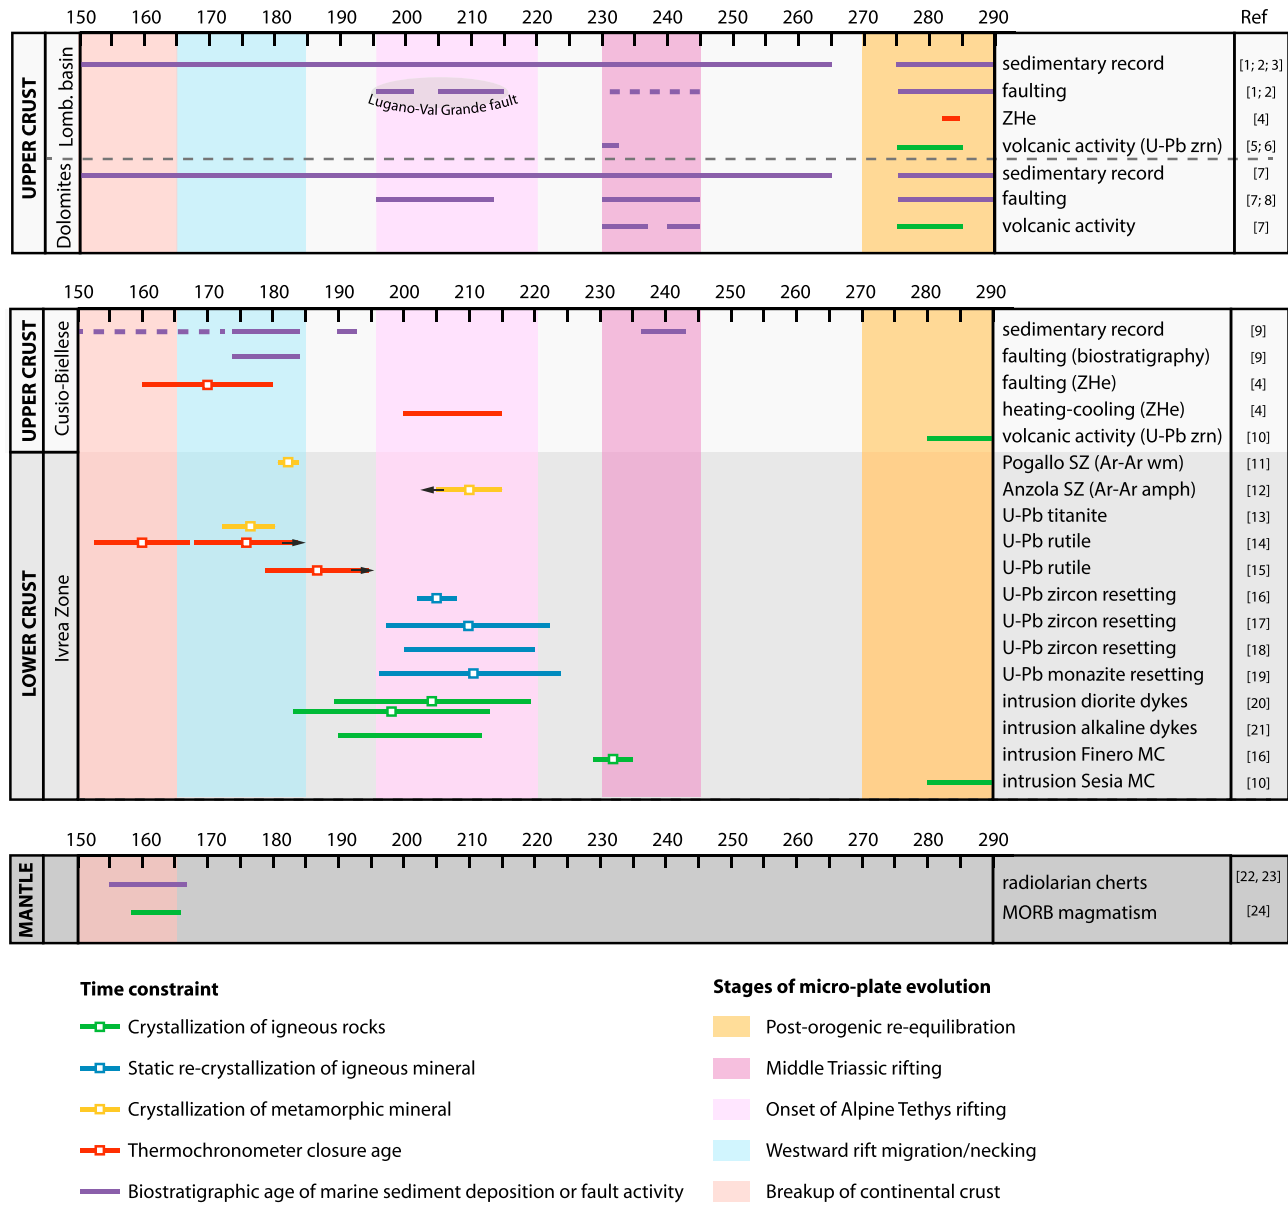 150 160 170 180 190 200 210 220 230 240 250 260 270 280 290 Ref
UPPER CRUST
Lomb. basin
sedimentary record [1; 2; 3]
faulting [1; 2]
Lugano-Val Grande fault
ZHe [4]
volcanic activity (U-Pb zrn) [5; 6]
Dolomites
sedimentary record [7]
faulting [7; 8]
volcanic activity [7]
150 160 170 180 190 200 210 220 230 240 250 260 270 280 290
UPPER CRUST
Cusio-Biellese
sedimentary record [9]
faulting (biostratigraphy) [9]
faulting (ZHe) [4]
heating-cooling (ZHe) [4]
volcanic activity (U-Pb zrn) [10]
LOWER CRUST
Ivrea Zone
Pogallo SZ (Ar-Ar wm) [11]
Anzola SZ (Ar-Ar amph) [12]
U-Pb titanite [13]
U-Pb rutile [14]
U-Pb rutile [15]
U-Pb zircon resetting [16]
U-Pb zircon resetting [17]
U-Pb zircon resetting [18]
U-Pb monazite resetting [19]
intrusion diorite dykes [20]
intrusion alkaline dykes [21]
intrusion Finero MC [16]
intrusion Sesia MC [10]
150 160 170 180 190 200 210 220 230 240 250 260 270 280 290
MANTLE
radiolarian cherts [22, 23]
MORB magmatism [24]
Time constraint
Crystallization of igneous rocks
Static re-crystallization of igneous mineral
Crystallization of metamorphic mineral
Thermochronometer closure age
Biostratigraphic age of marine sediment deposition or fault activity
Stages of micro-plate evolution
Post-orogenic re-equilibration
Middle Triassic rifting
Onset of Alpine Tethys rifting
Westward rift migration/necking
Breakup of continental crust